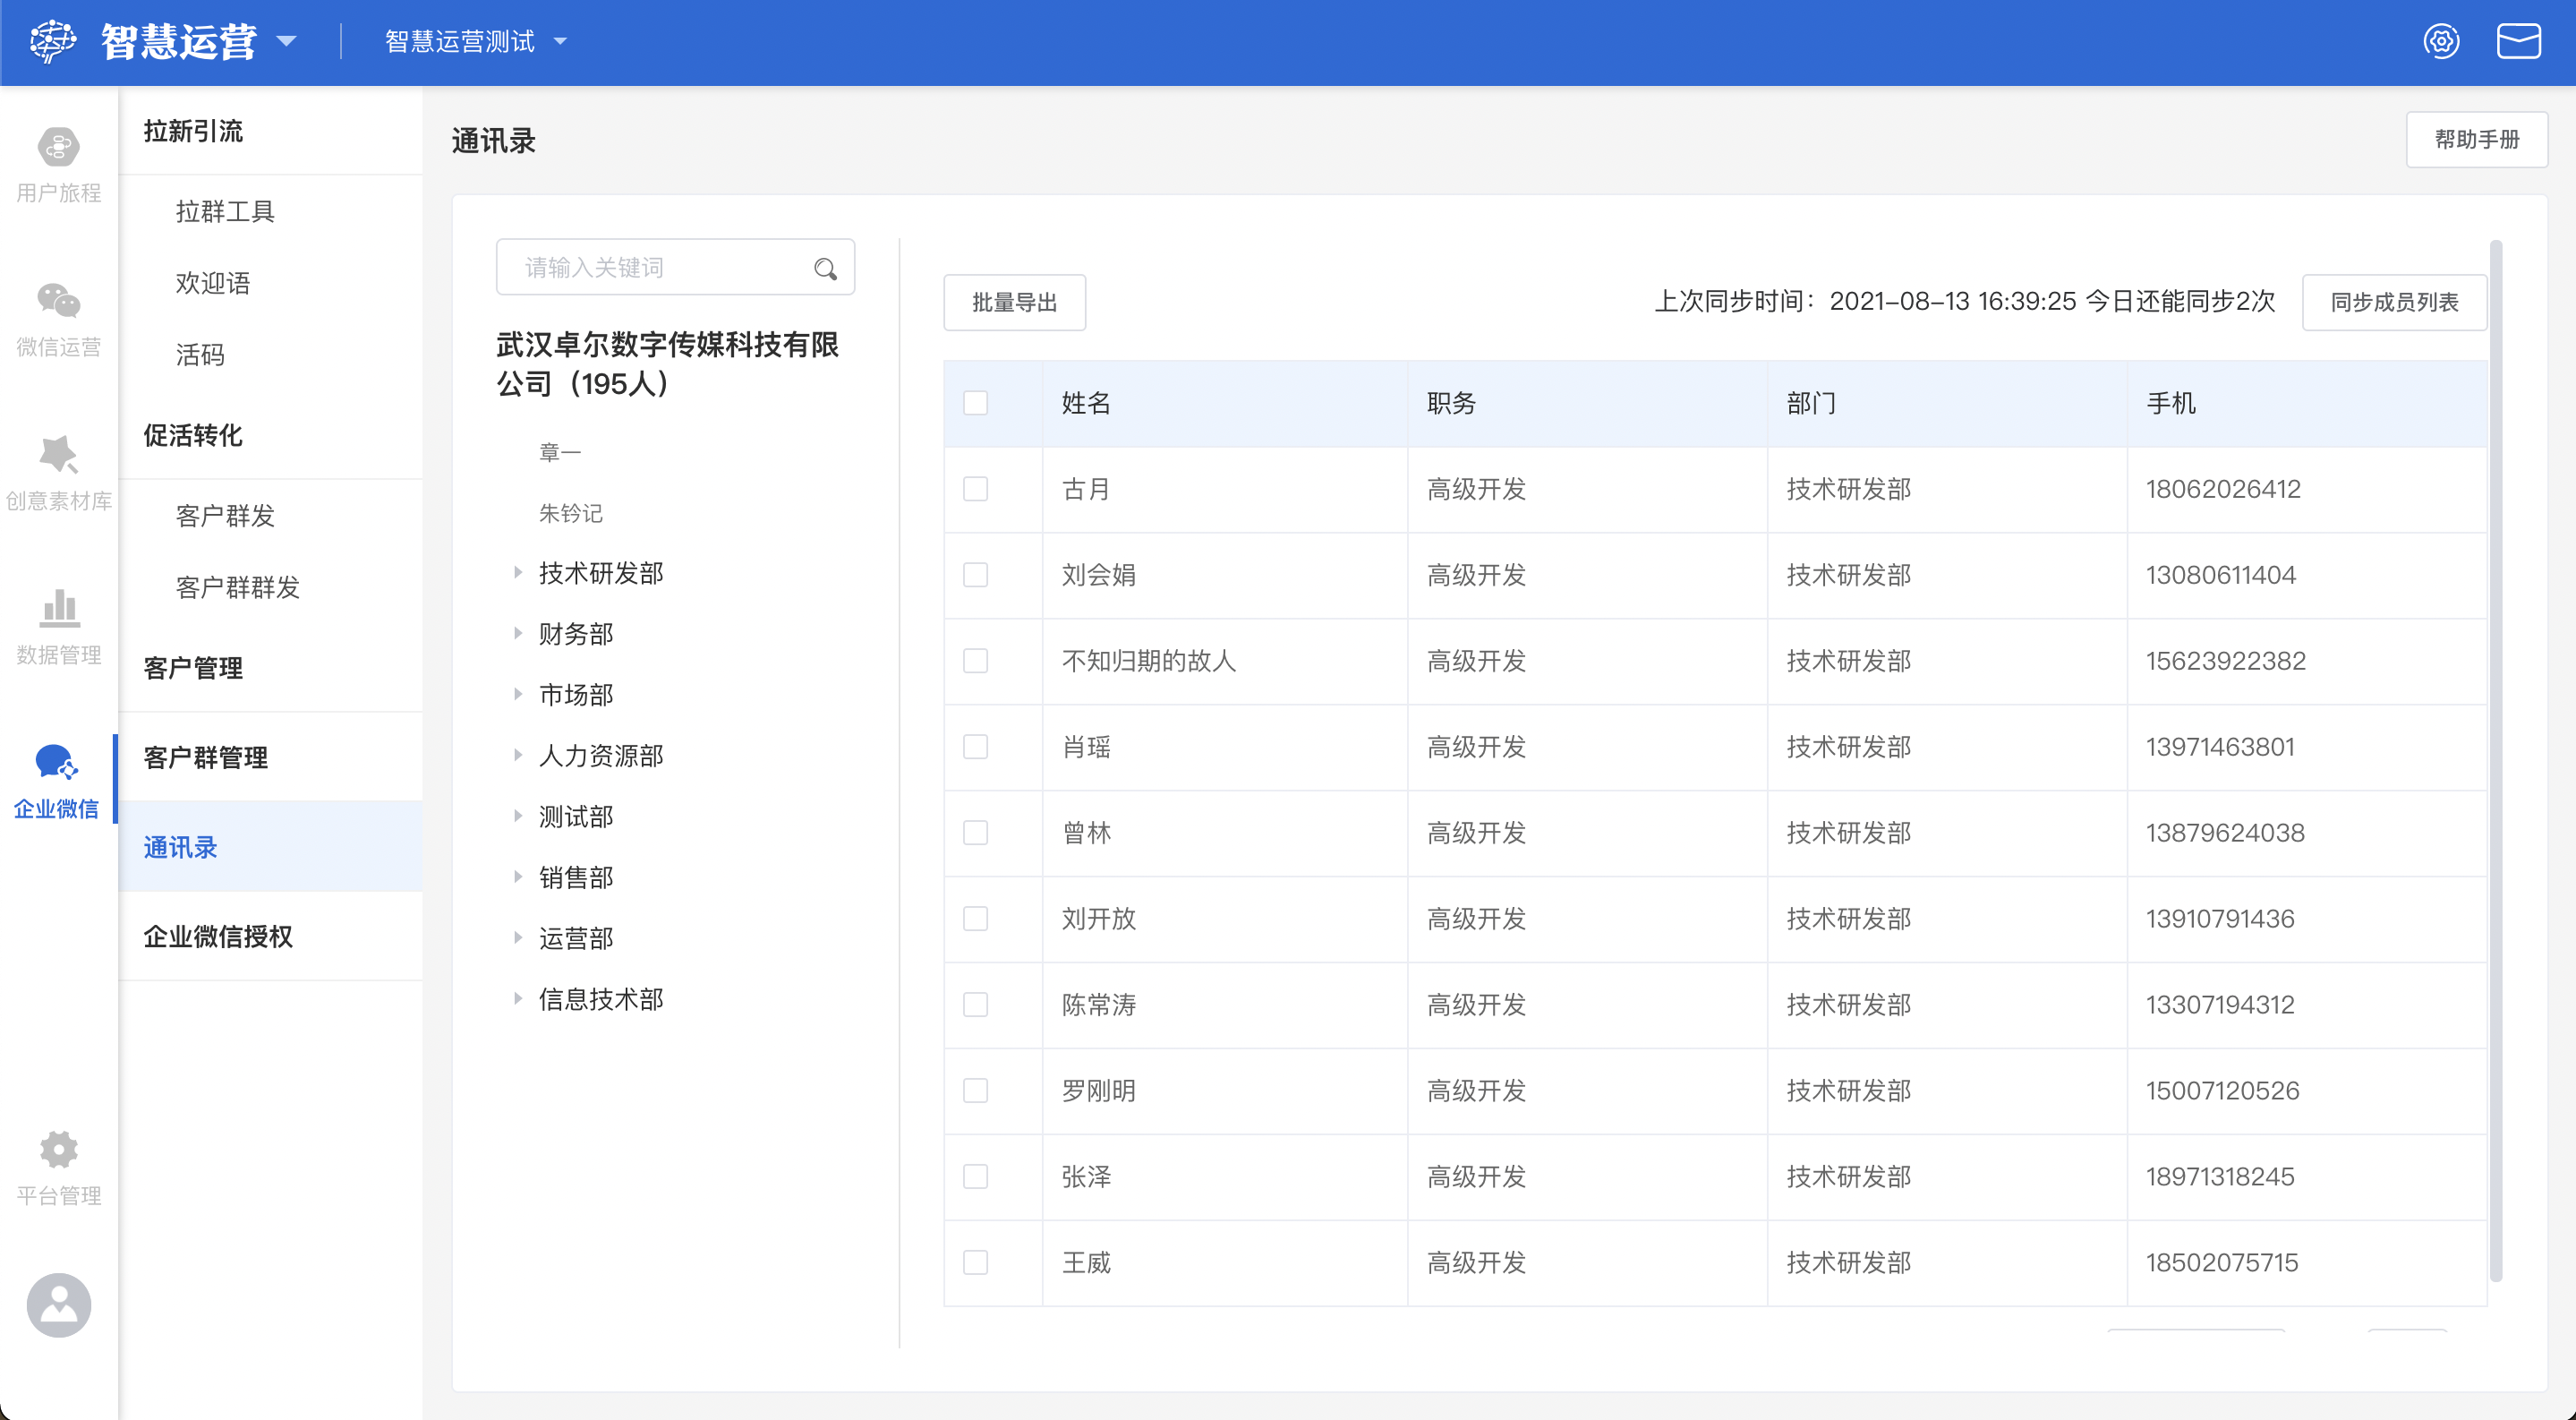 智慧运营
智慧运营测试
用户旅程
微信运营
创意素材库
数据管理
企业微信
平台管理
拉新引流
拉群工具
欢迎语
活码
促活转化
客户群发
客户群群发
客户管理
客户群管理
通讯录
企业微信授权
通讯录
帮助手册
请输入关键词
武汉卓尔数字传媒科技有限
公司（195人）
章一
朱钤记
技术研发部
财务部
市场部
人力资源部
测试部
销售部
运营部
信息技术部
批量导出
上次同步时间：2021-08-13 16:39:25 今日还能同步2次
同步成员列表
姓名 职务 部门 手机
古月 高级开发 技术研发部 18062026412
刘会娟 高级开发 技术研发部 13080611404
不知归期的故人 高级开发 技术研发部 15623922382
肖瑶 高级开发 技术研发部 13971463801
曾林 高级开发 技术研发部 13879624038
刘开放 高级开发 技术研发部 13910791436
陈常涛 高级开发 技术研发部 13307194312
罗刚明 高级开发 技术研发部 15007120526
张泽 高级开发 技术研发部 18971318245
王威 高级开发 技术研发部 18502075715